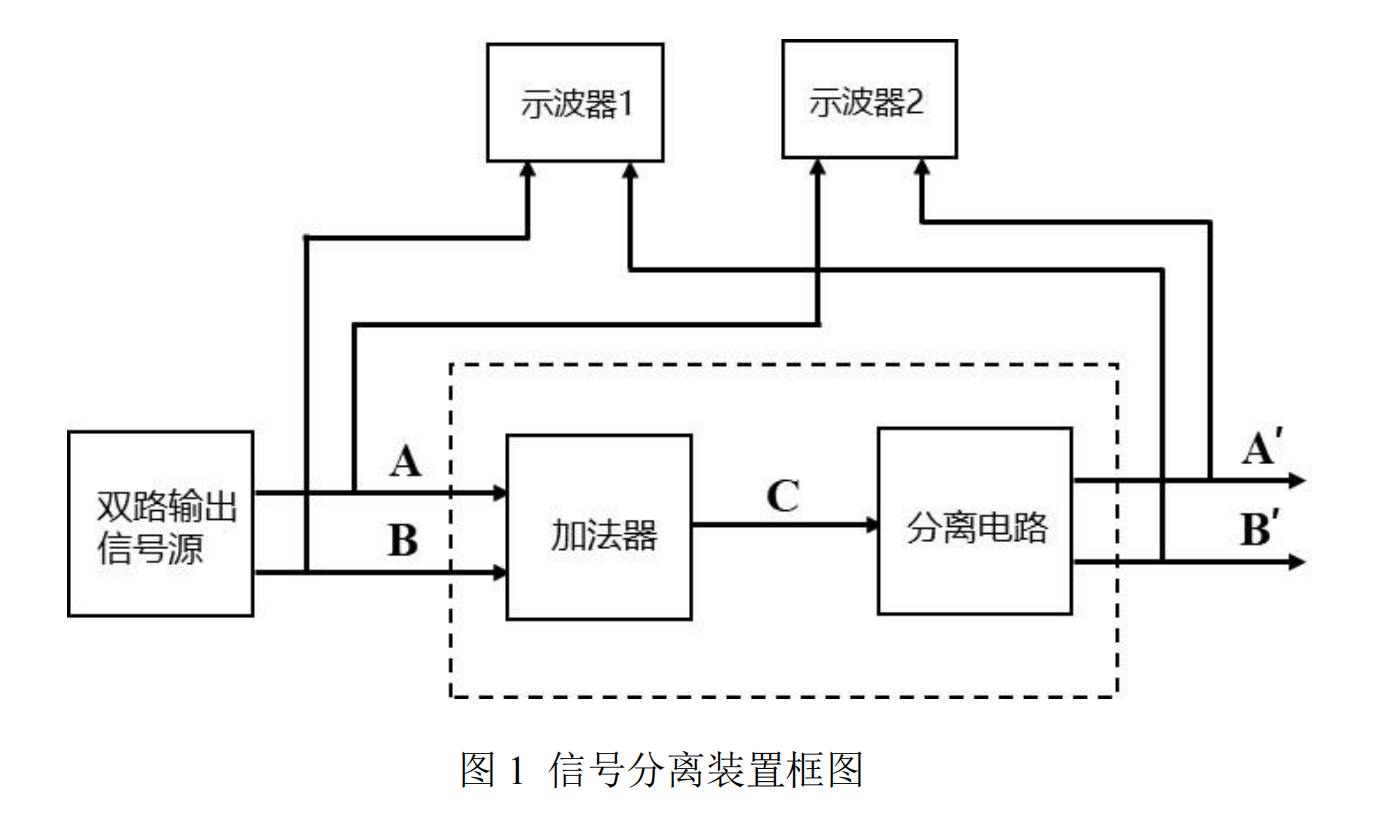 示波器1
示波器2
双路输出
信号源
A
B
加法器
C
分离电路
A′
B′
图 1 信号分离装置框图